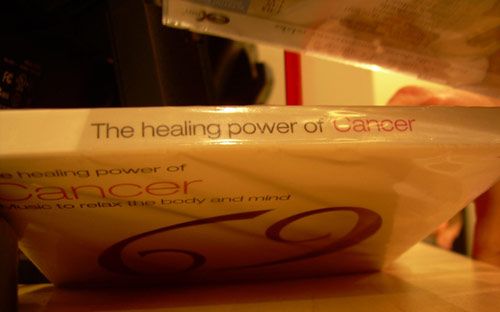 The healing power of Cancer
e healing power of
Cancer
Music to relax the body and mind